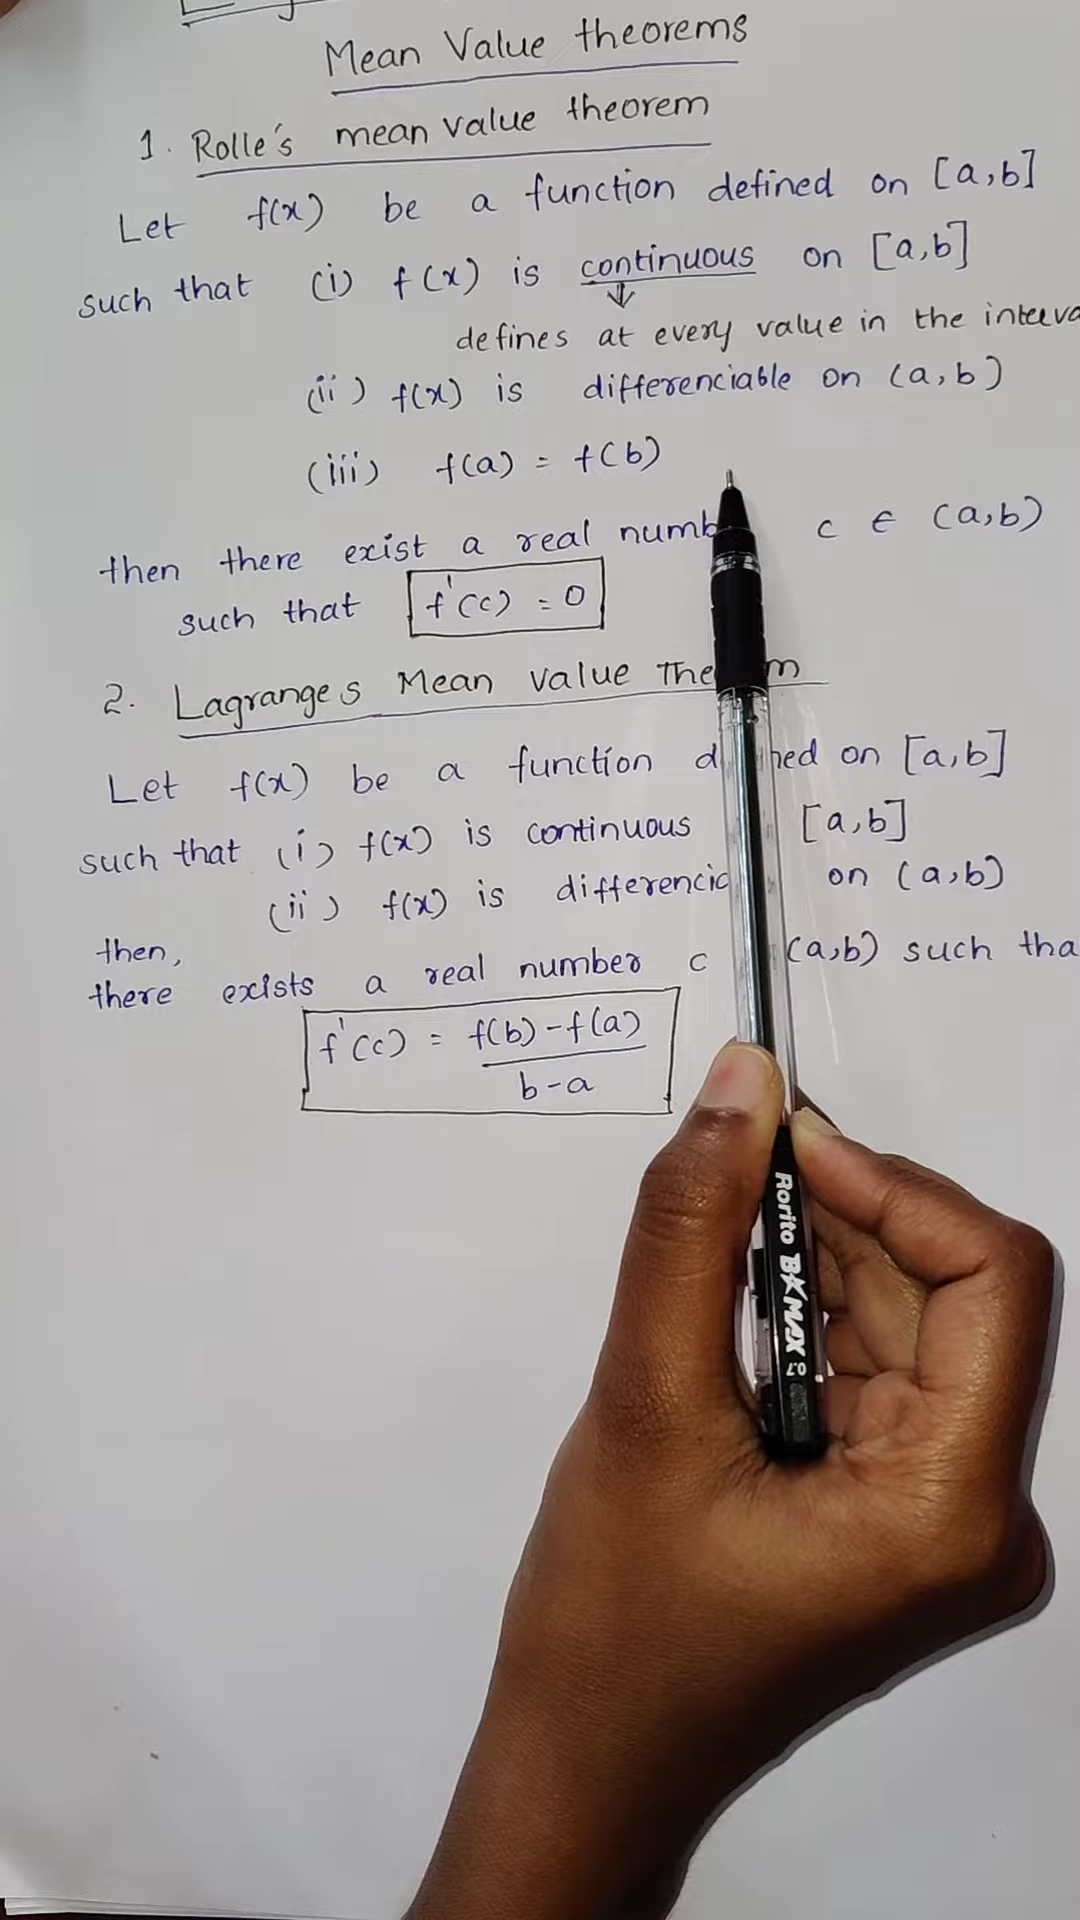 Mean Value theorems
1. Rolle's mean value theorem
Let f(x) be a function defined on [a,b]
such that (i) f(x) is continuous on [a,b]
defines at every value in the
(ii) f(x) is differenciable on (a,b)
(iii) f(a) = f(b)
then there exist a real c ∈ (a,b)
such that f'(c) = 0
2. Lagranges Mean value
Let f(x) be a function on [a,b]
such that (i) f(x) is continuous [a,b]
(ii) f(x) is on (a,b)
then,
there exists a real number c (a,b) such
f'(c) = f(b)-f(a)
b-a
Rorito